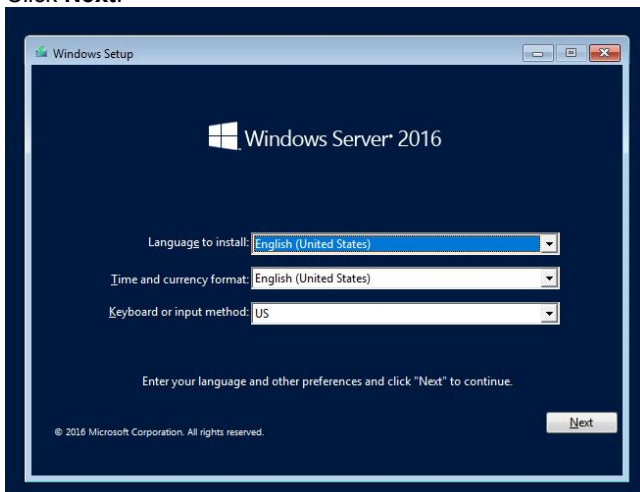 Click Next.
Windows Setup
Windows Server 2016
Language to install: English (United States)
Time and currency format: English (United States)
Keyboard or input method: US
Enter your language and other preferences and click "Next" to continue.
Next
© 2016 Microsoft Corporation. All rights reserved.